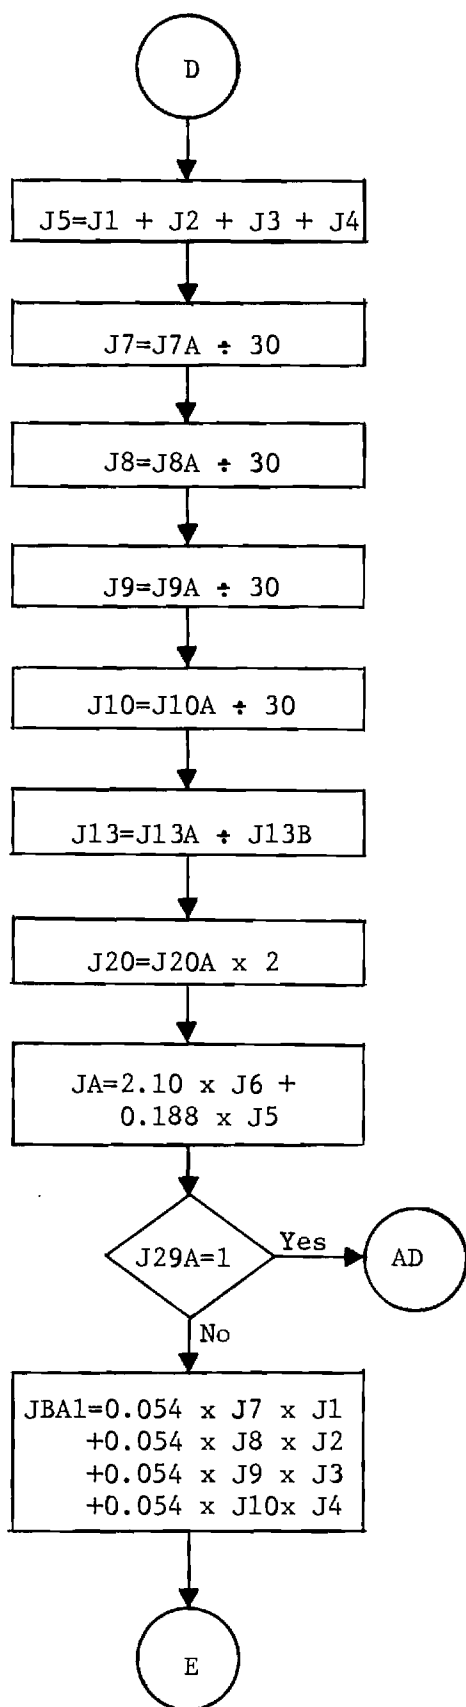 D
J5=J1 + J2 + J3 + J4
J7=J7A ÷ 30
J8=J8A ÷ 30
J9=J9A ÷ 30
J10=J10A ÷ 30
J13=J13A ÷ J13B
J20=J20A x 2
JA=2.10 x J6 +
0.188 x J5
J29A=1
Yes
AD
No
JBA1=0.054 x J7 x J1
+0.054 x J8 x J2
+0.054 x J9 x J3
+0.054 x J10x J4
E